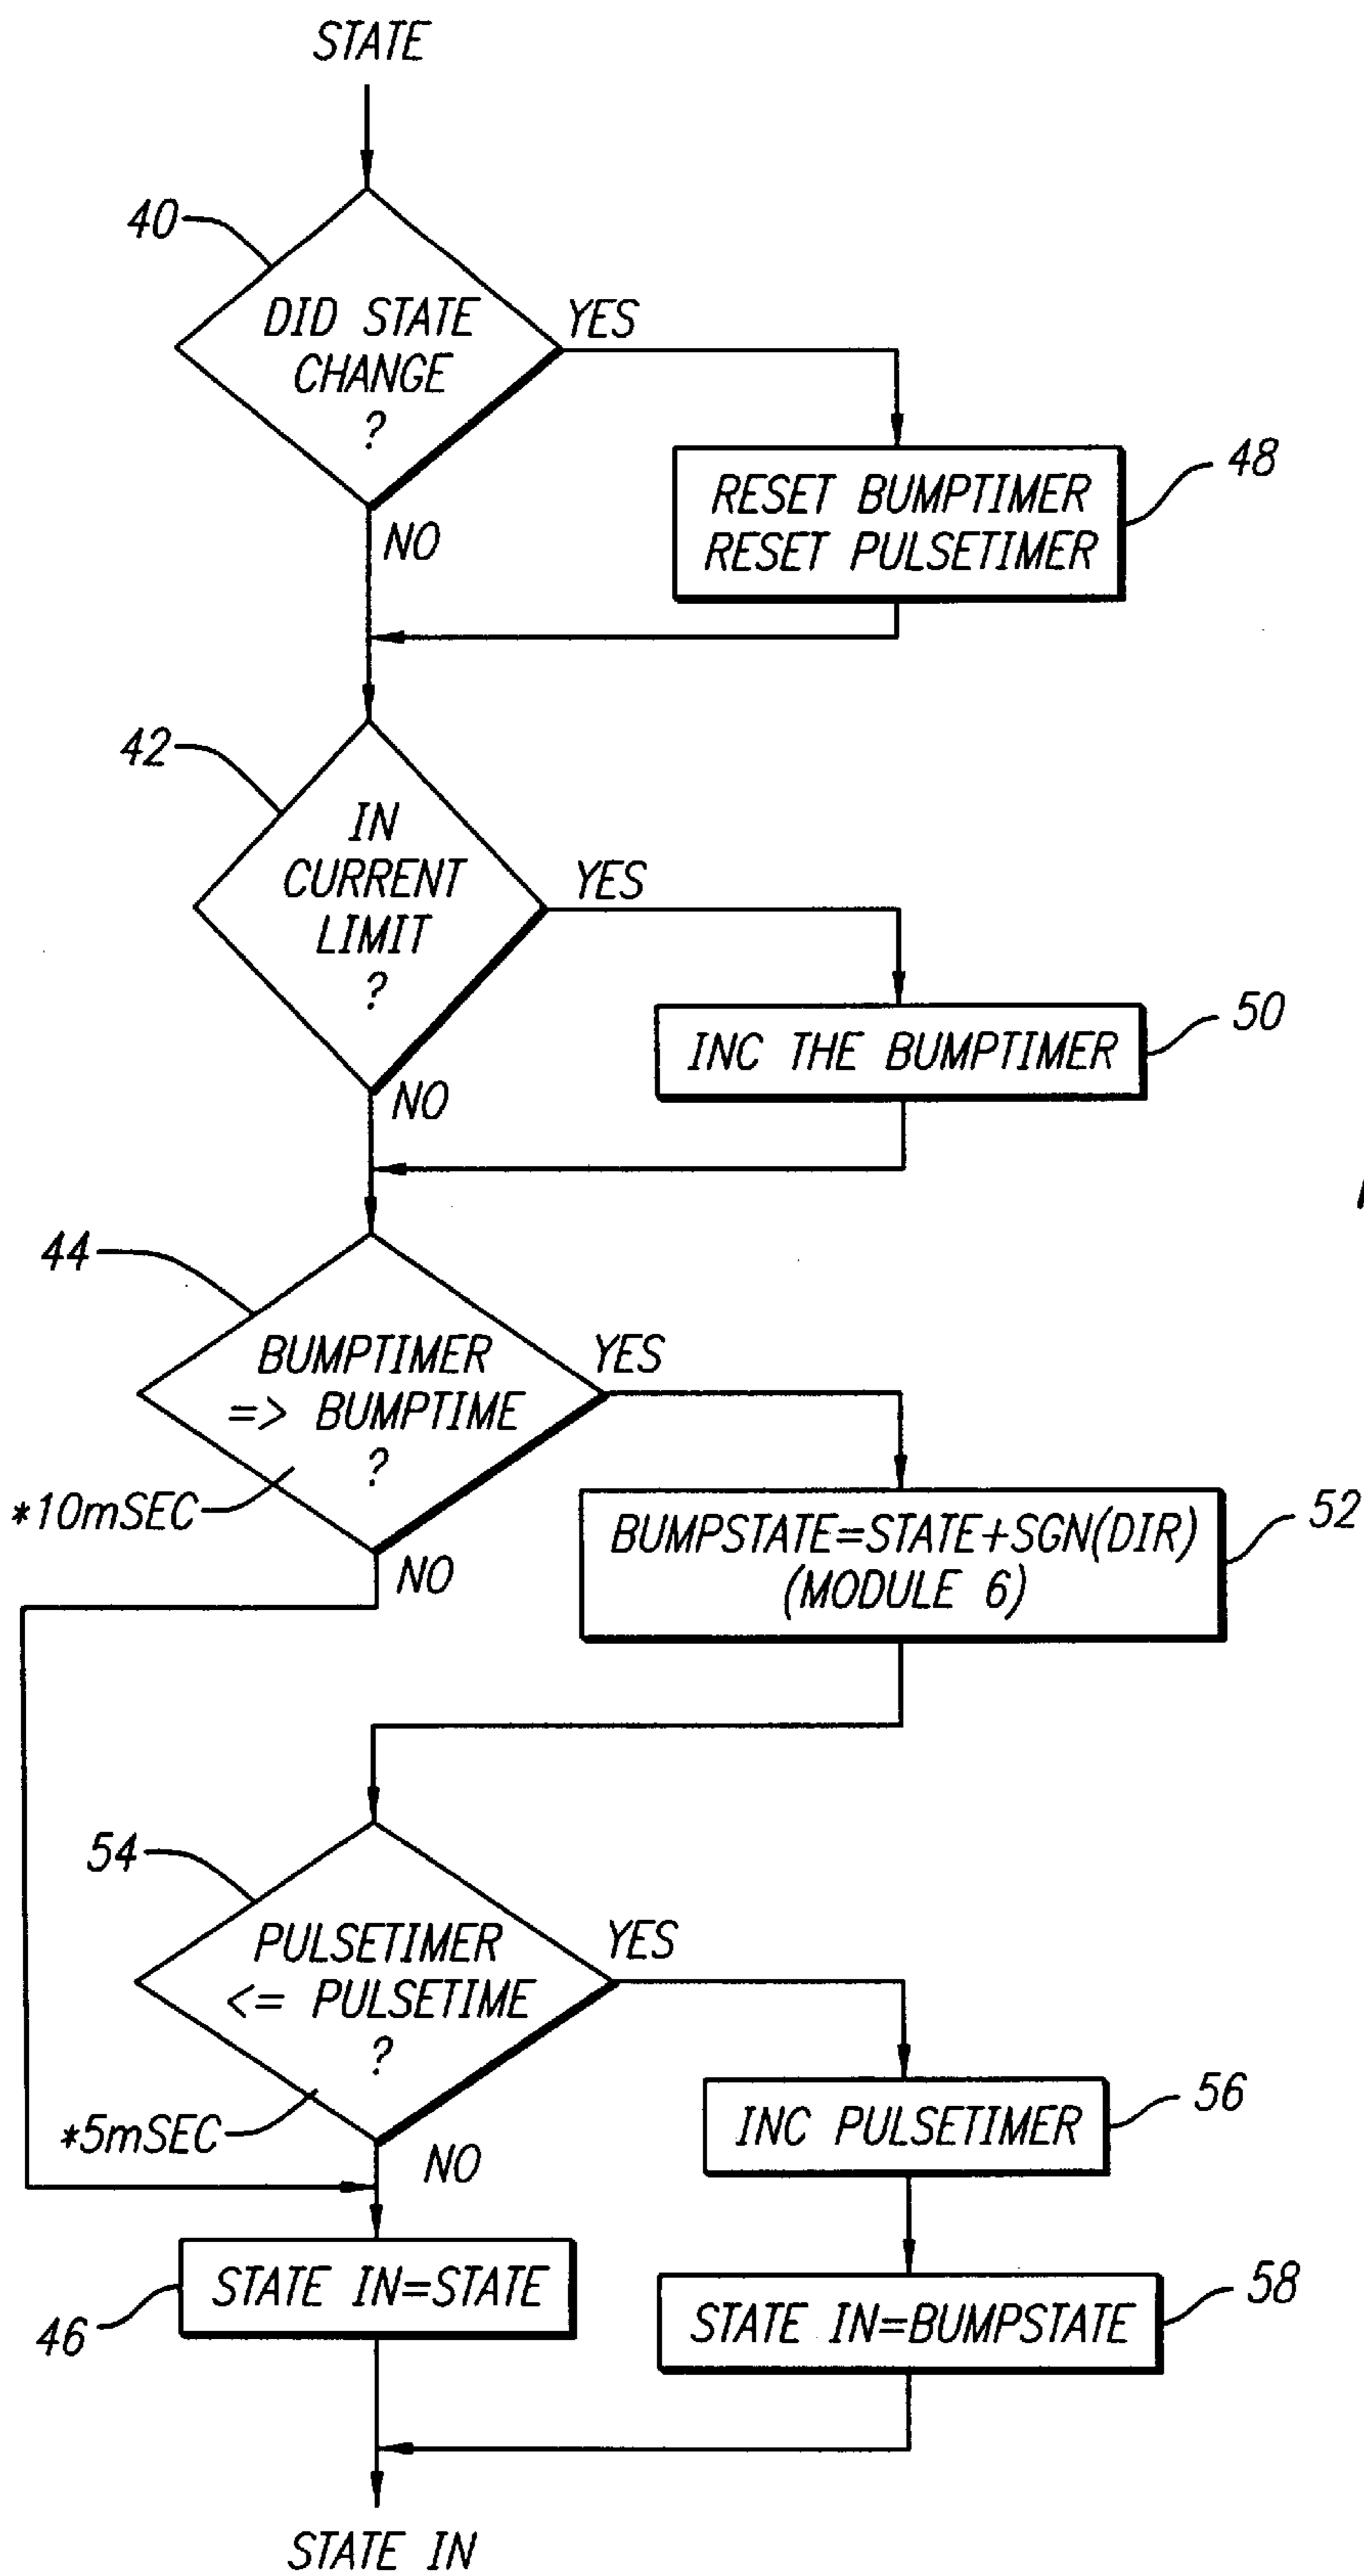 STATE
40
DID STATE
CHANGE
?
YES
NO
RESET BUMPTIMER
RESET PULSETIMER
48
42
IN
CURRENT
LIMIT
?
YES
NO
INC THE BUMPTIMER
50
44
BUMPTIMER
=> BUMPTIME
?
YES
*10mSEC
NO
BUMPSTATE=STATE+SGN(DIR)
(MODULE 6)
52
54
PULSETIMER
<= PULSETIME
?
YES
*5mSEC
NO
INC PULSETIMER
56
STATE IN=STATE
46
STATE IN=BUMPSTATE
58
STATE IN